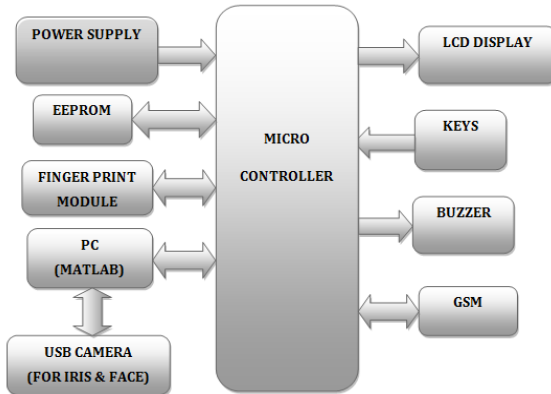 POWER SUPPLY
EEPROM
FINGER PRINT
MODULE
PC
(MATLAB)
USB CAMERA
(FOR IRIS & FACE)
MICRO
CONTROLLER
LCD DISPLAY
KEYS
BUZZER
GSM